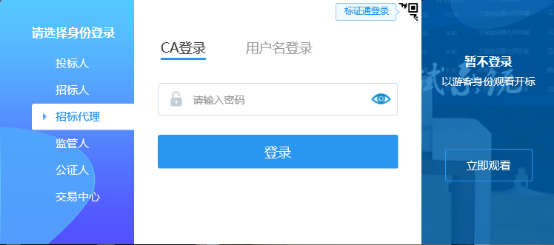 请选择身份登录
投标人
招标人
招标代理
监管人
公证人
交易中心
标证通登录
CA登录
用户名登录
请输入密码
登录
暂不登录
以游客身份观看开标
立即观看